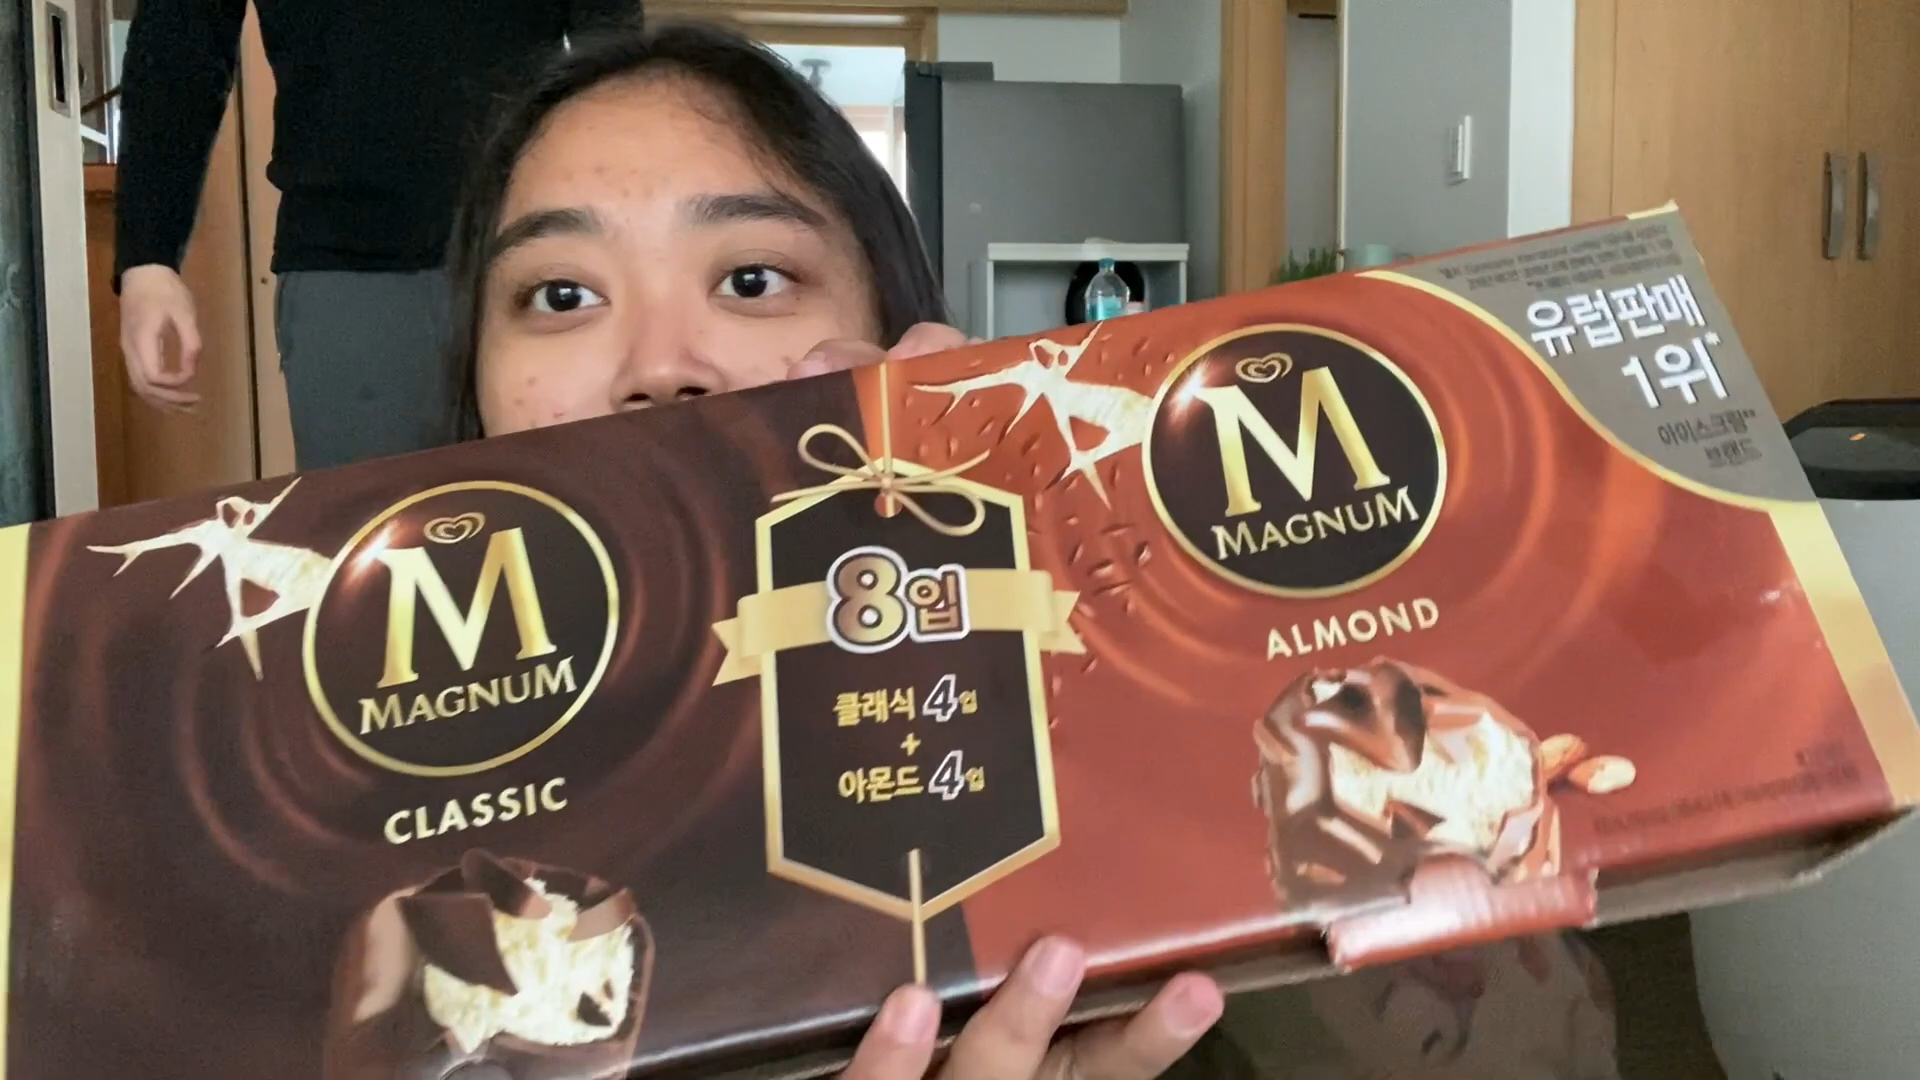 M
MAGNUM
CLASSIC
8입
클래식 4입
+
아몬드 4입
M
MAGNUM
ALMOND
유럽판매
1위*
아이스크림**
브랜드